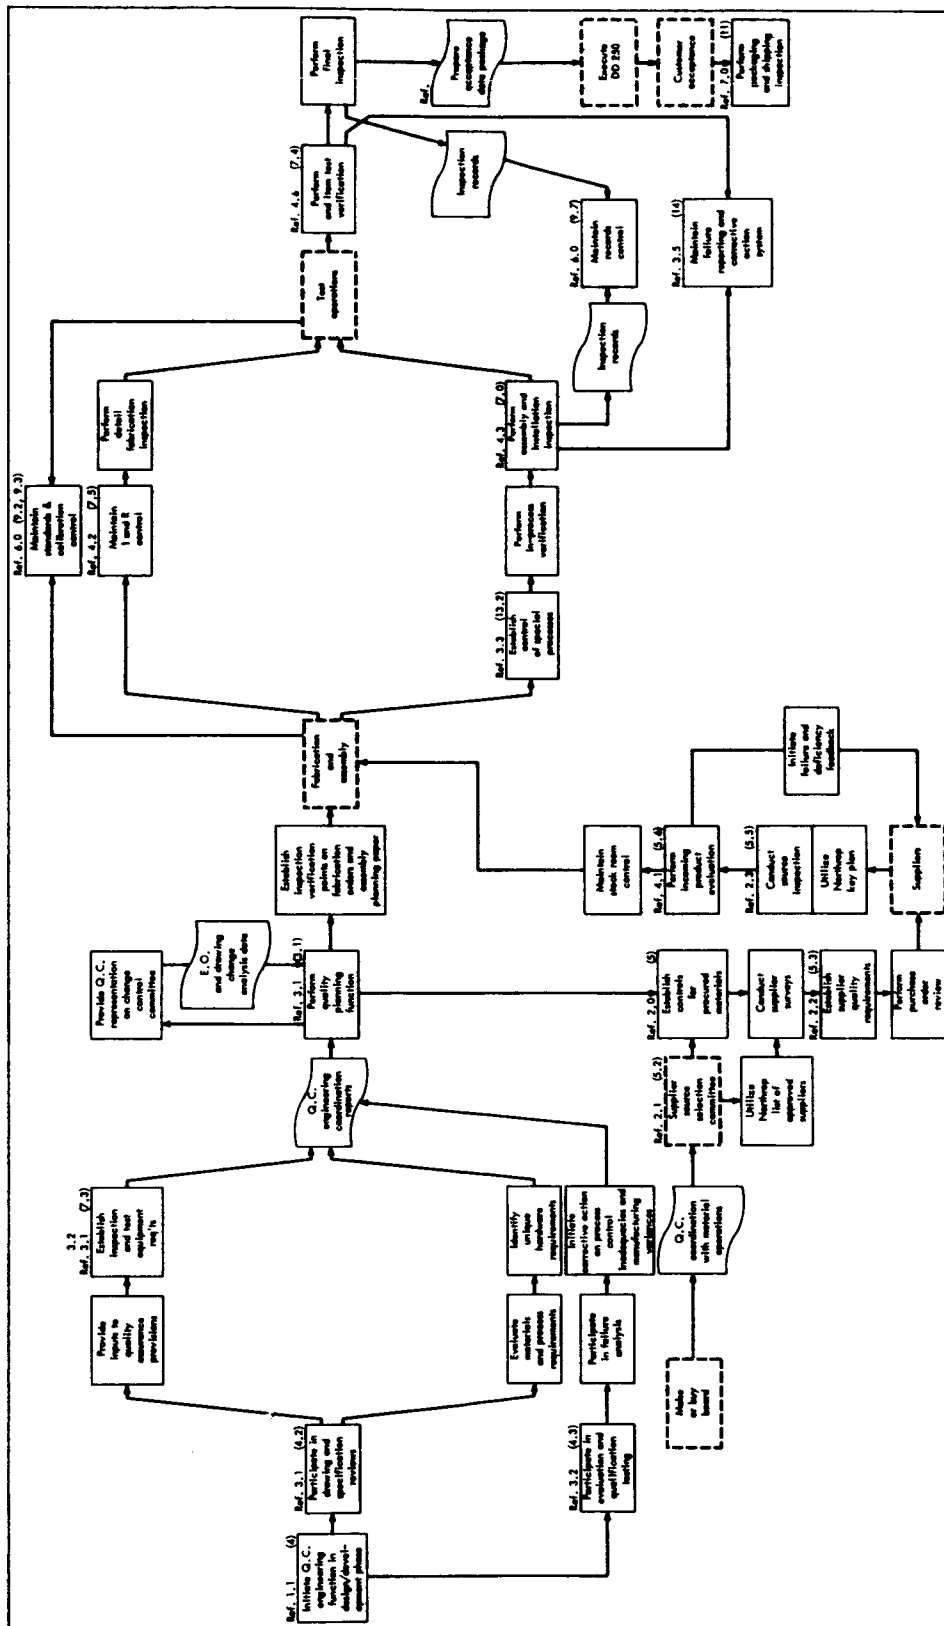 Ref. 1.1 (4)
Initiate Q.C.
engineering
function in
design/devel-
opment phase
Ref. 3.1 (4.2)
Participate in
drawing and
specification
reviews
Provide
inputs to
quality
assurance
provisions
3.2
Ref. 3.1 (7.3)
Establish
inspection
and test
equipment
req'ts
Evaluate
materials
and process
requirements
Identify
unique
hardware
requirements
Ref. 3.2 (4.3)
Participate in
evaluation and
qualification
testing
Participate
in failure
analysis
Initiate
corrective action
on process
control
inadequacies and
manufacturing
variances
Q.C.
engineering
coordination
reports
Make
or buy
board
Q.C.
coordination
with material
operations
Ref. 2.1 (5.2)
Supplier
source
selection
committee
Utilize
Northrop
list of
approved
suppliers
Provide Q.C.
representation
on change
control
committee
E.O.
and drawing
change
analysis data
Ref. 3.1
Perform
quality
planning
function
Ref. 2.0 (5)
Establish
controls
for
procured
materials
Conduct
supplier
surveys
Ref. 2.2 (5.3)
Establish
supplier
quality
requirements
Perform
purchase
order
review
Establish
inspection
verification
points on
fabrication
orders and
assembly
planning paper
Maintain
stock room
control
Ref. 4.1 (5.6)
Perform
incoming
product
evaluation
Ref. 2.3 (5.5)
Conduct
source
inspection
Utilize
Northrop
key plan
Suppliers
Initiate
failure and
deficiency
feedback
Fabrication
and
assembly
Ref. 6.0 (9.2, 9.3)
Maintain
standards &
calibration
control
Ref. 4.2 (7.5)
Maintain
I and R
control
Perform
detail
fabrication
inspection
Ref. 3.3 (13.2)
Establish
control
of special
processes
Perform
in-process
verification
Ref. 4.3 (7.0)
Perform
assembly and
installation
inspection
Inspection
records
Test
operations
Ref. 4.6 (7.4)
Perform
end item test
verification
Ref. 6.0 (9.7)
Maintain
records
control
Ref. 3.5 (14)
Maintain
failure
reporting and
corrective
action
system
Perform
final
inspection
Inspection
records
Ref.
Prepare
acceptance
data package
Execute
DD 250
Customer
acceptance
Ref. 7.0 (11)
Perform
packaging
and shipping
inspection